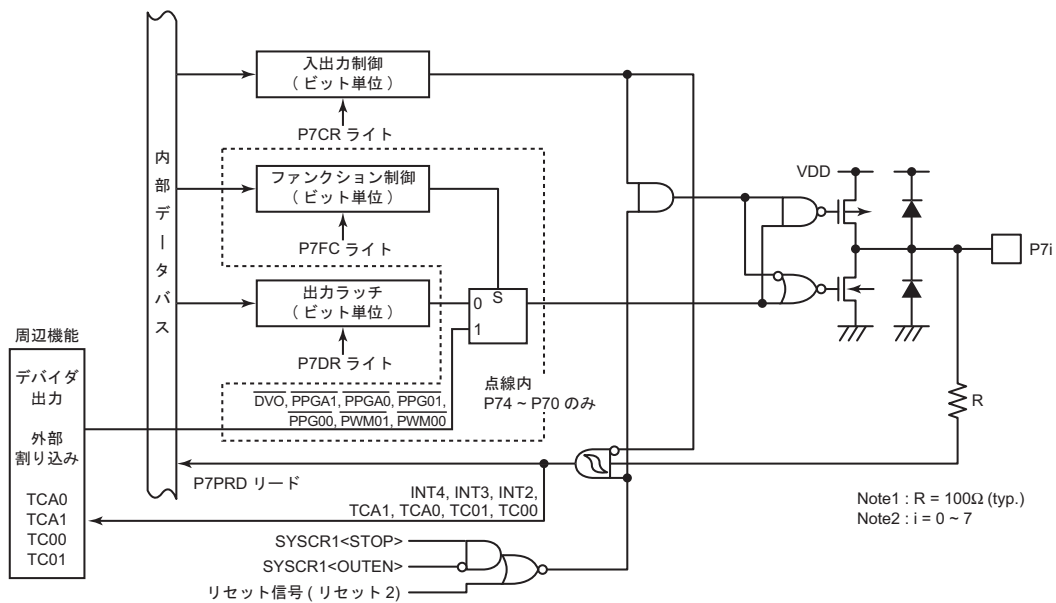 入出力制御
( ビット単位 )
P7CR ライト
VDD
内部データバス
ファンクション制御
( ビット単位 )
P7FC ライト
P7i
出力ラッチ
( ビット単位 )
0
S
1
P7DR ライト
周辺機能
デバイダ
出力
外部
割り込み
TCA0
TCA1
TC00
TC01
DVO, PPGA1, PPGA0, PPG01,
PPG00, PWM01, PWM00
点線内
P74 ~ P70 のみ
R
P7PRD リード
INT4, INT3, INT2,
TCA1, TCA0, TC01, TC00
Note1 : R = 100Ω (typ.)
Note2 : i = 0 ~ 7
SYSCR1<STOP>
SYSCR1<OUTEN>
リセット信号 ( リセット 2)